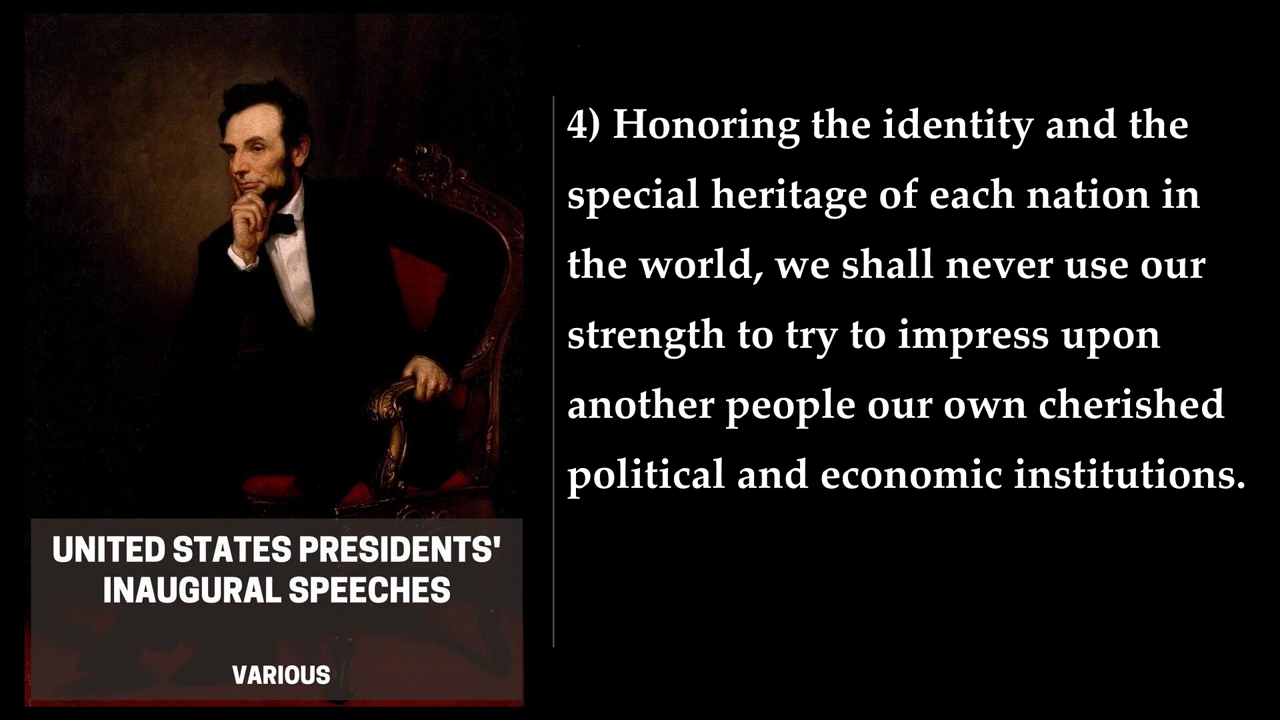 4) Honoring the identity and the
special heritage of each nation in
the world, we shall never use our
strength to try to impress upon
another people our own cherished
political and economic institutions.
UNITED STATES PRESIDENTS'
INAUGURAL SPEECHES
VARIOUS